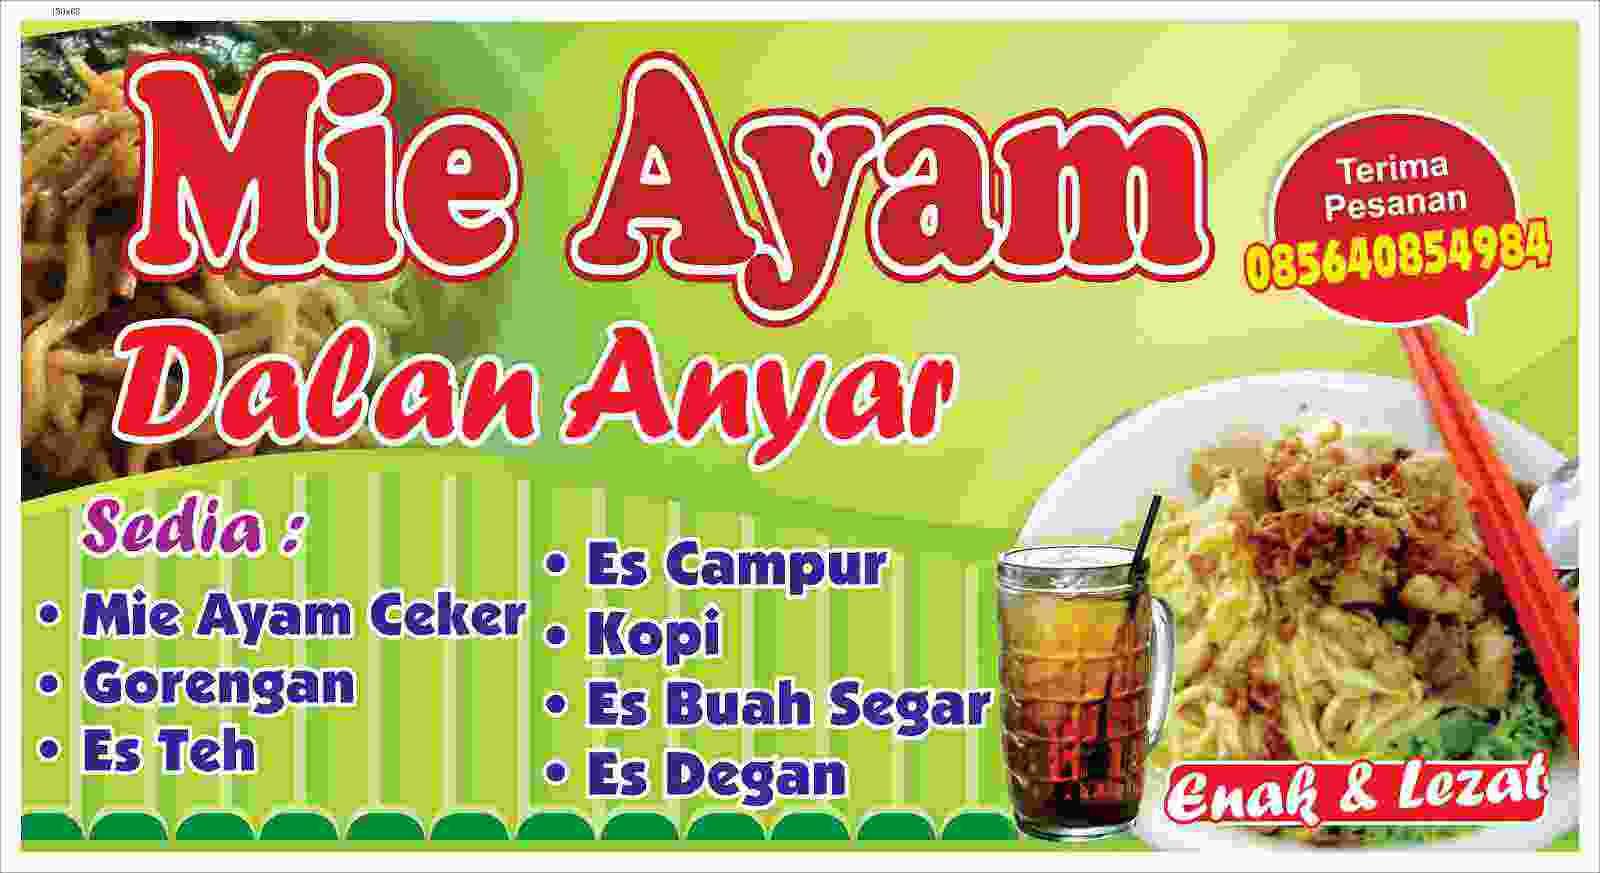 Mie Ayam
Dalan Anyar
Terima
Pesanan
085640854984
Sedia :
• Mie Ayam Ceker
• Gorengan
• Es Teh
• Es Campur
• Kopi
• Es Buah Segar
• Es Degan
Enak & Lezat